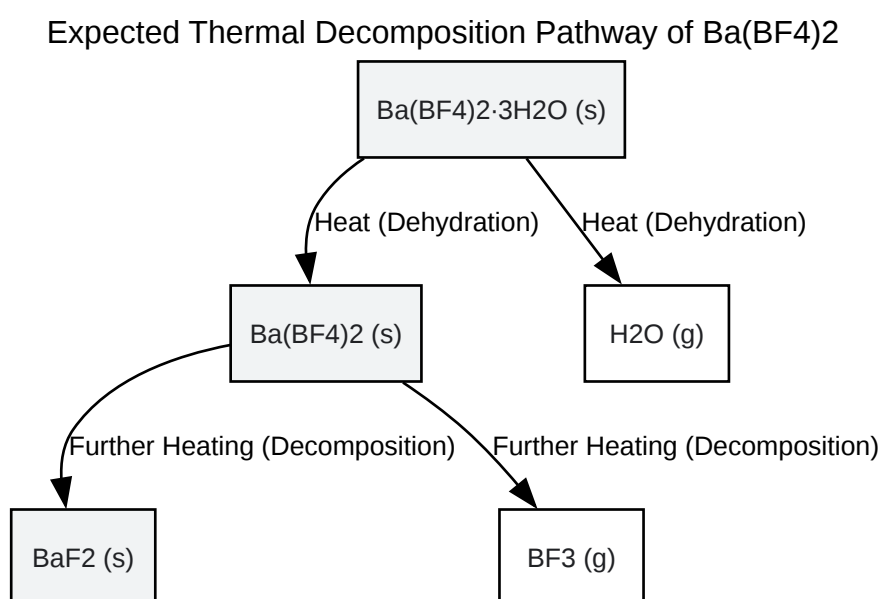 Expected Thermal Decomposition Pathway of Ba(BF4)2
Ba(BF4)2·3H2O (s)
Heat (Dehydration)
Heat (Dehydration)
Ba(BF4)2 (s)
H2O (g)
Further Heating (Decomposition)
Further Heating (Decomposition)
BaF2 (s)
BF3 (g)